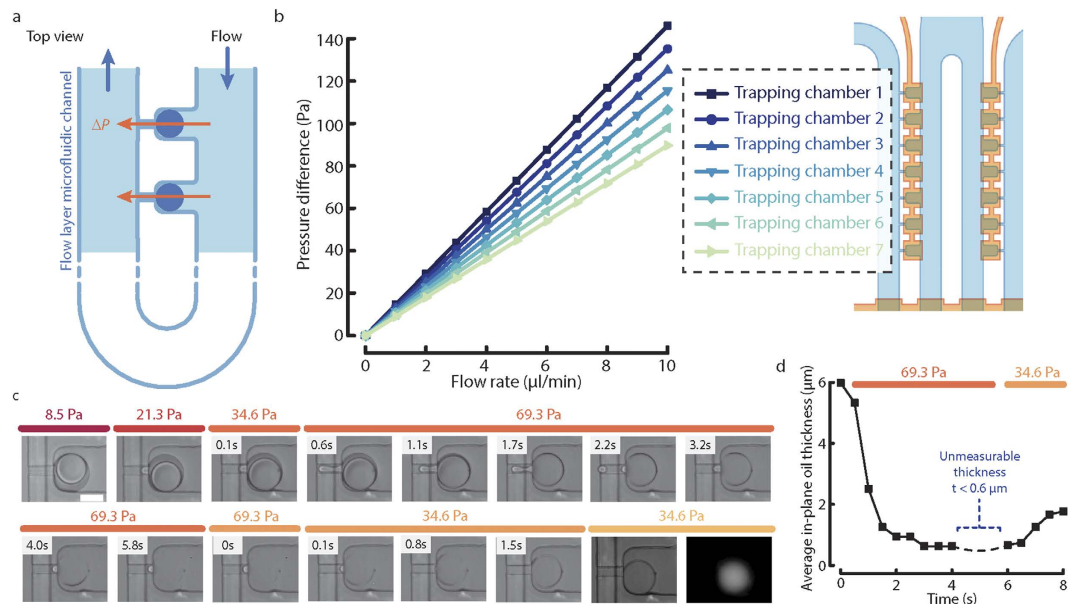 a
Top view
Flow
Flow layer microfluidic channel
ΔP
b
Pressure difference (Pa)
140
120
100
80
60
40
20
0
0 2 4 6 8 10
Flow rate (µl/min)
Trapping chamber 1
Trapping chamber 2
Trapping chamber 3
Trapping chamber 4
Trapping chamber 5
Trapping chamber 6
Trapping chamber 7
c
8.5 Pa 21.3 Pa 34.6 Pa 69.3 Pa
0.1s 0.6s 1.1s 1.7s 2.2s 3.2s
69.3 Pa 69.3 Pa 34.6 Pa 34.6 Pa
4.0s 5.8s 0s 0.1s 0.8s 1.5s
d
69.3 Pa 34.6 Pa
Average in-plane oil thickness (µm)
6
4
2
0
Unmeasurable
thickness
t < 0.6 µm
0 2 4 6 8
Time (s)